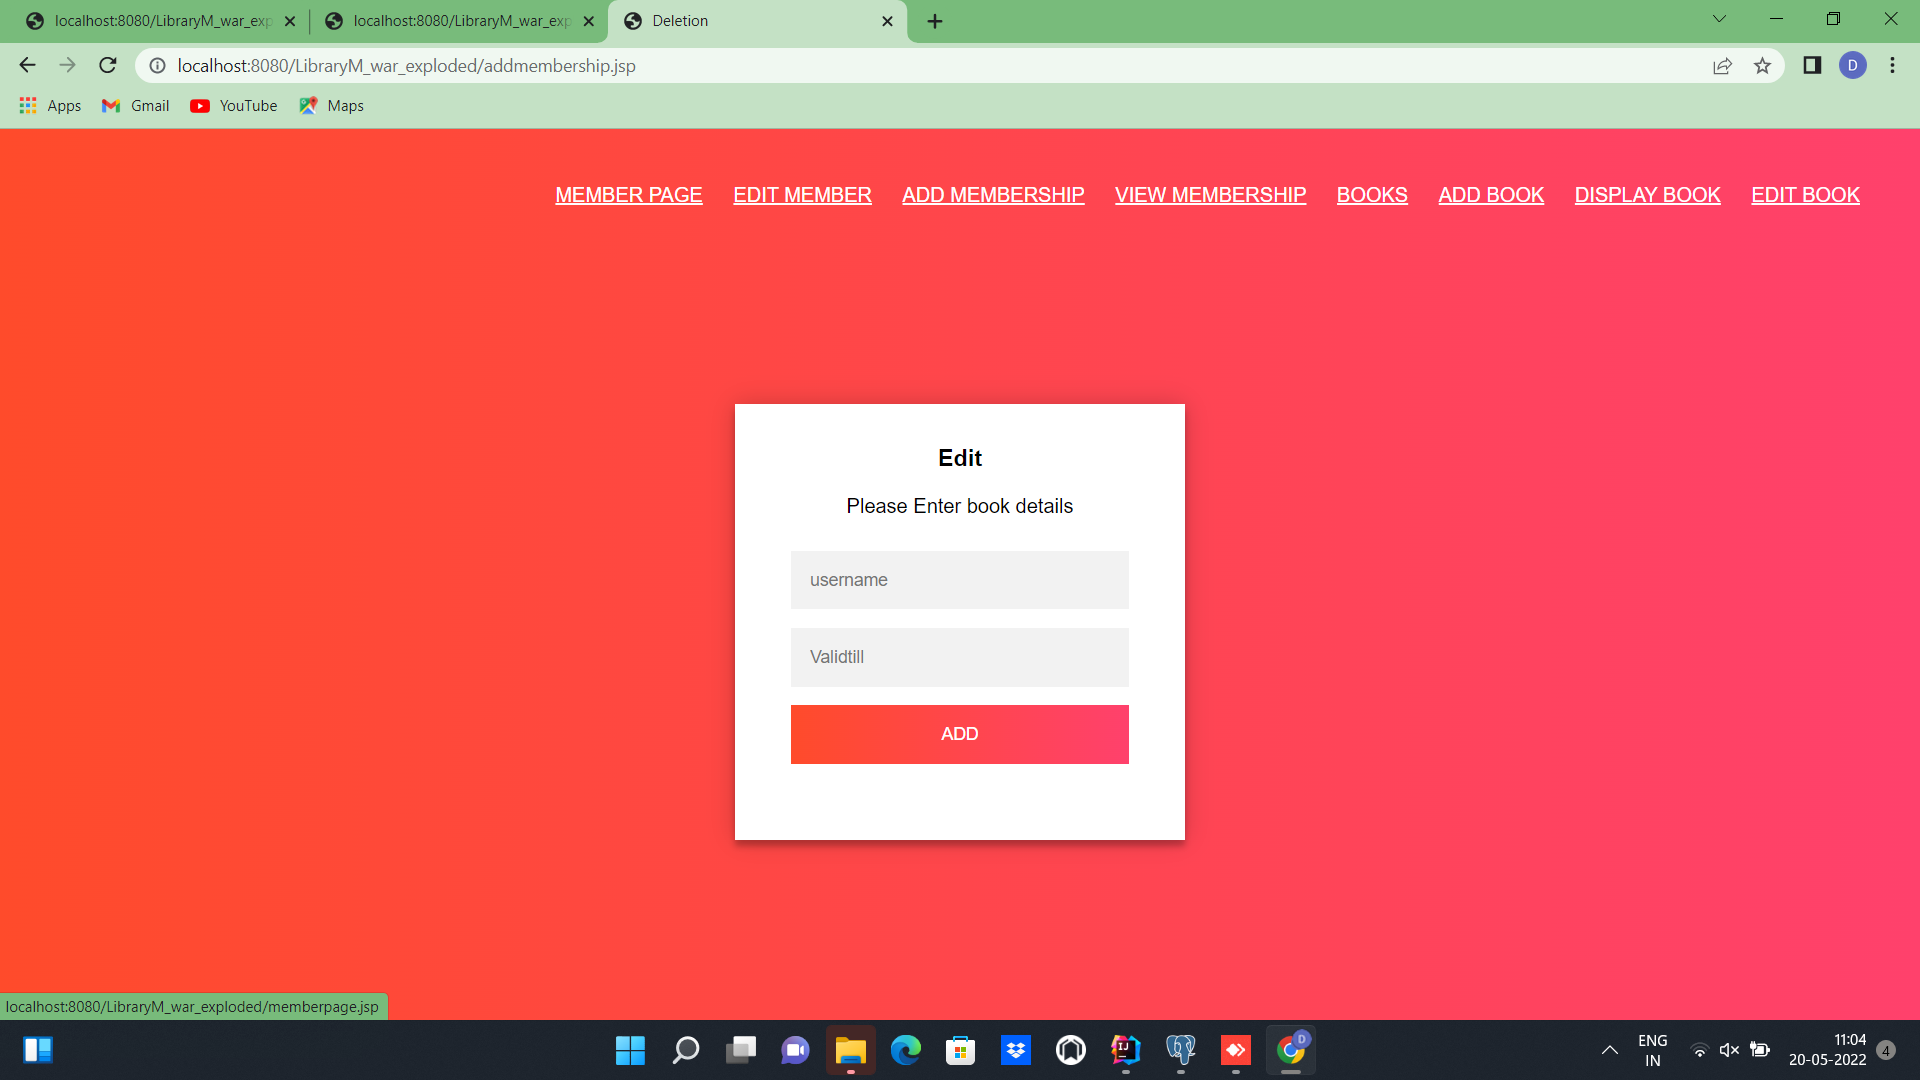 localhost:8080/LibraryM_war_exp
localhost:8080/LibraryM_war_exp
Deletion
localhost:8080/LibraryM_war_exploded/addmembership.jsp
D
Apps
Gmail
YouTube
Maps
MEMBER PAGE EDIT MEMBER ADD MEMBERSHIP VIEW MEMBERSHIP BOOKS ADD BOOK DISPLAY BOOK EDIT BOOK
Edit
Please Enter book details
username
Validtill
ADD
localhost:8080/LibraryM_war_exploded/memberpage.jsp
IJ
D
ENG
IN
11:04
20-05-2022
4